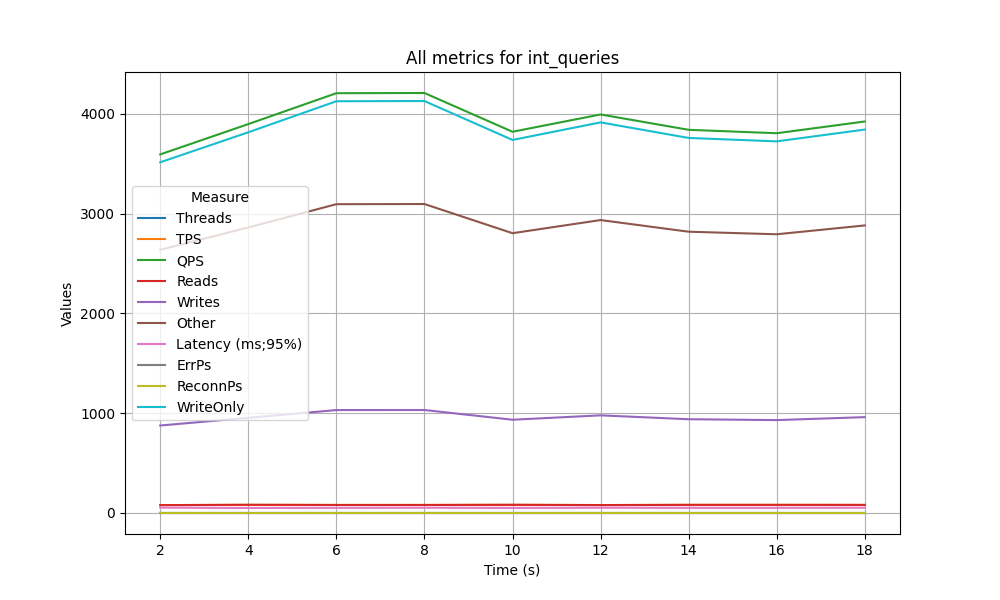 All metrics for int_queries
4000
3000
2000
1000
0
Values
Measure
Threads
TPS
QPS
Reads
Writes
Other
Latency (ms;95%)
ErrPs
ReconnPs
WriteOnly
2 4 6 8 10 12 14 16 18
Time (s)